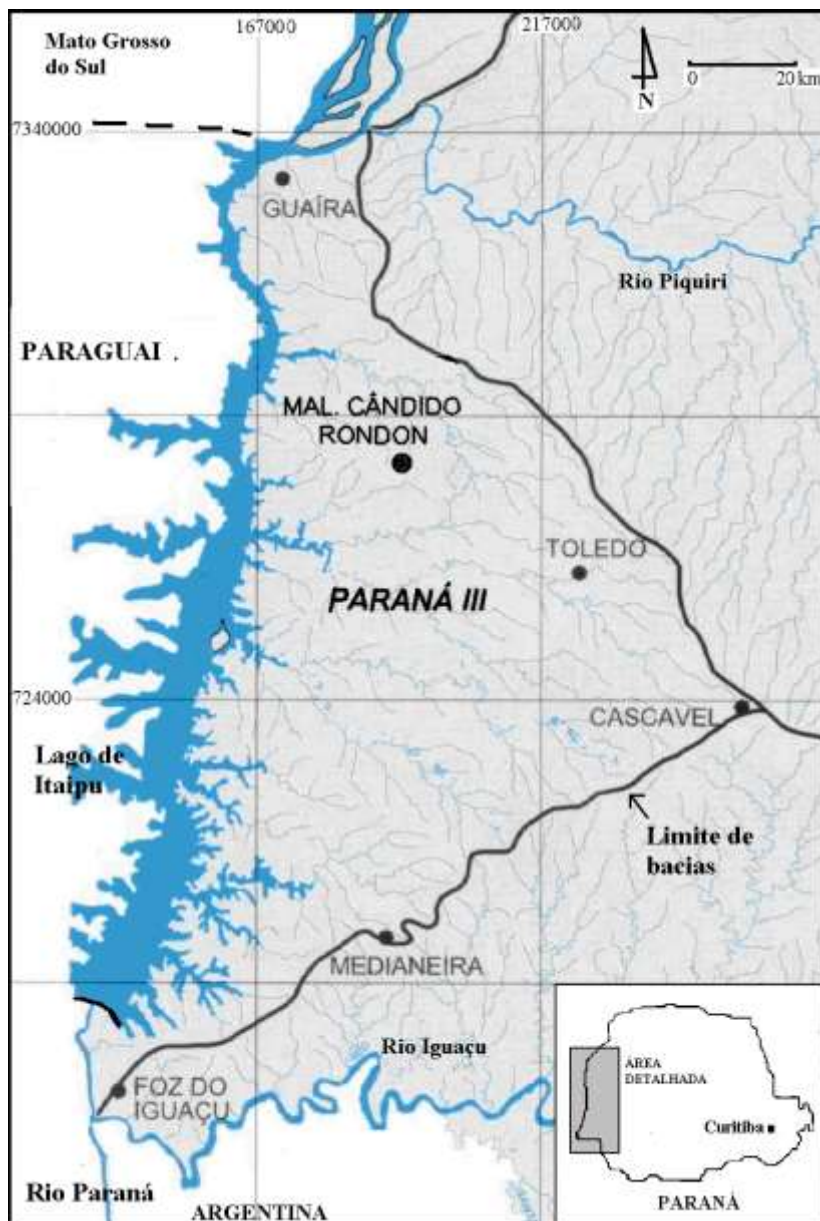 167000
217000
Mato Grosso
do Sul
N
0
20 km
7340000
GUAÍRA
Rio Piquiri
PARAGUAI .
MAL. CÂNDIDO
RONDON
TOLEDO
PARANÁ III
724000
CASCAVEL
Lago de
Itaipu
Limite de
bacias
MEDIANEIRA
Rio Iguaçu
ÁREA
DETALHADA
FOZ DO
IGUAÇU
Curitiba
Rio Paraná
ARGENTINA
PARANÁ